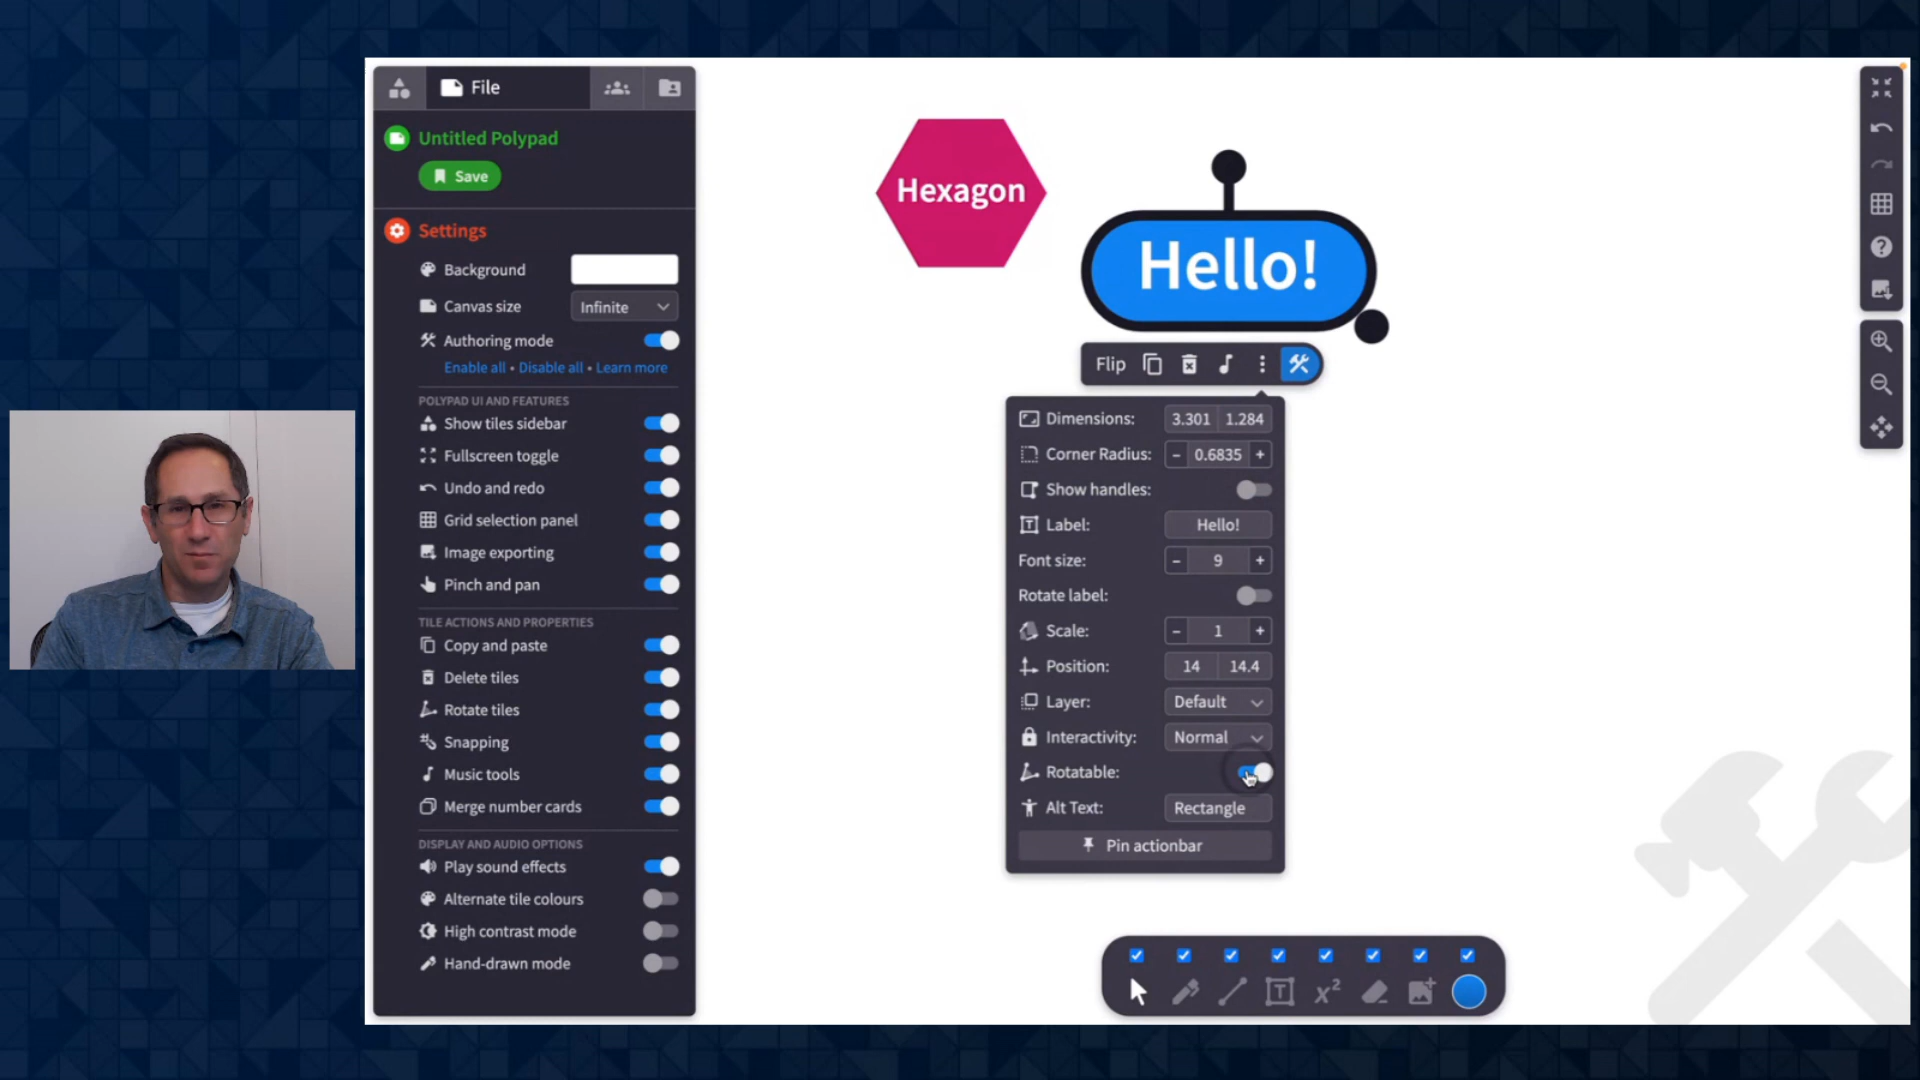 File
Untitled Polypad
Save
Settings
Background
Canvas size Infinite
Authoring mode
Enable all • Disable all • Learn more
POLYPAD UI AND FEATURES
Show tiles sidebar
Fullscreen toggle
Undo and redo
Grid selection panel
Image exporting
Pinch and pan
TILE ACTIONS AND PROPERTIES
Copy and paste
Delete tiles
Rotate tiles
Snapping
Music tools
Merge number cards
DISPLAY AND AUDIO OPTIONS
Play sound effects
Alternate tile colours
High contrast mode
Hand-drawn mode
Hexagon
Hello!
Flip
Dimensions: 3.301 1.284
Corner Radius: − 0.6835 +
Show handles:
Label: Hello!
Font size: − 9 +
Rotate label:
Scale: − 1 +
Position: 14 14.4
Layer: Default
Interactivity: Normal
Rotatable:
Alt Text: Rectangle
Pin actionbar
T x²